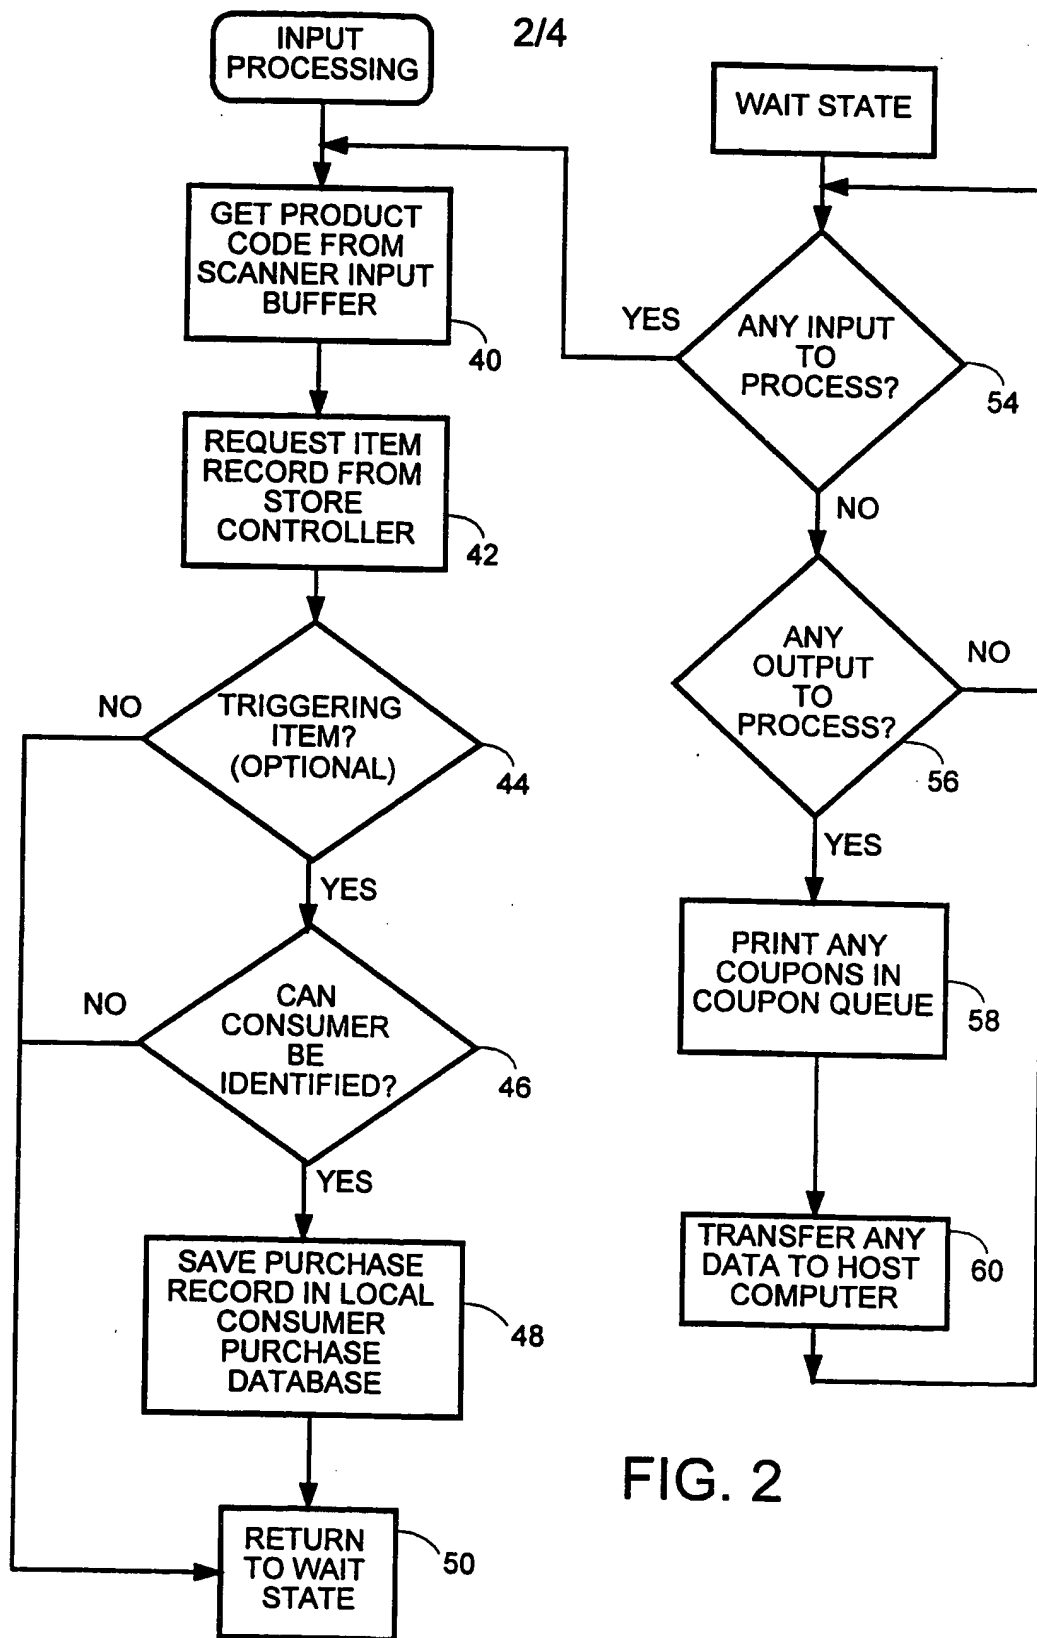 2/4
INPUT
PROCESSING
GET PRODUCT
CODE FROM
SCANNER INPUT
BUFFER
40
REQUEST ITEM
RECORD FROM
STORE
CONTROLLER
42
TRIGGERING
ITEM?
(OPTIONAL)
44
NO
YES
CAN
CONSUMER
BE
IDENTIFIED?
46
NO
YES
SAVE PURCHASE
RECORD IN LOCAL
CONSUMER
PURCHASE
DATABASE
48
RETURN
TO WAIT
STATE
50
WAIT STATE
ANY INPUT
TO
PROCESS?
54
YES
NO
ANY
OUTPUT
TO
PROCESS?
56
NO
YES
PRINT ANY
COUPONS IN
COUPON QUEUE
58
TRANSFER ANY
DATA TO HOST
COMPUTER
60
FIG. 2